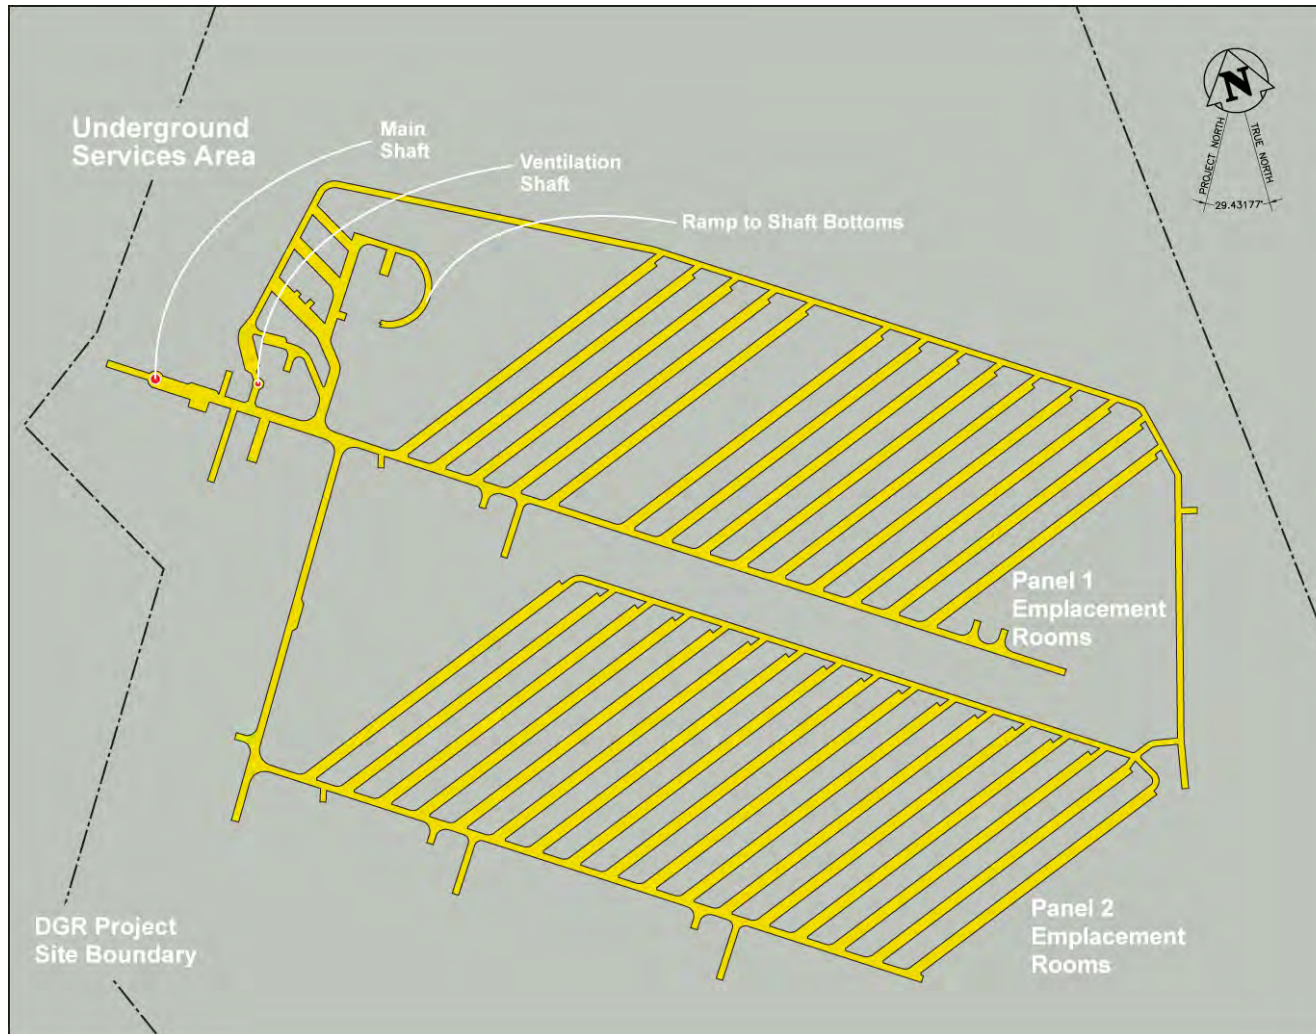 Underground
Services Area
Main
Shaft
Ventilation
Shaft
Ramp to Shaft Bottoms
N
PROJECT NORTH
TRUE NORTH
29.43177°
Panel 1
Emplacement
Rooms
Panel 2
Emplacement
Rooms
DGR Project
Site Boundary